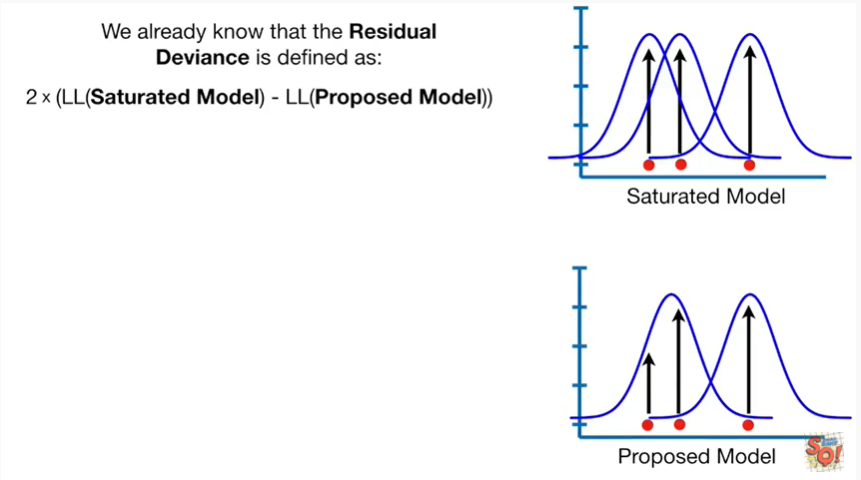 We already know that the Residual
Deviance is defined as:
2 × (LL(Saturated Model) - LL(Proposed Model))
Saturated Model
Proposed Model
SQ!